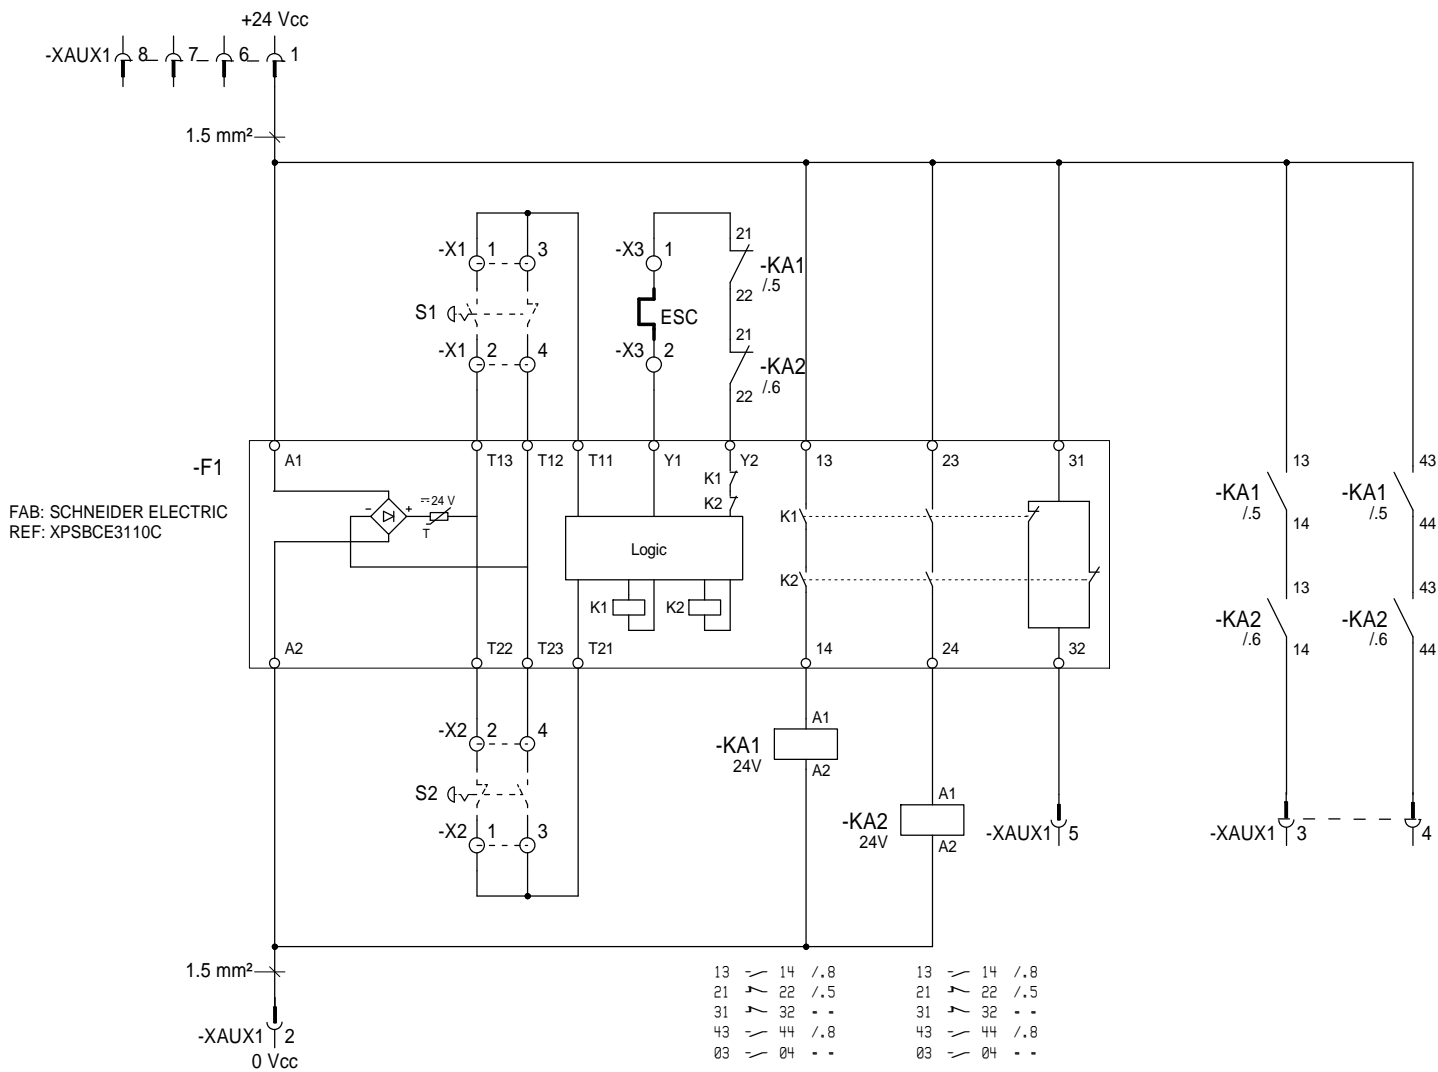 +24 Vcc
-XAUX1 8 7 6 1
1.5 mm²
-X1 1 3
-X3 1
21
-KA1
/.5
22
S1
ESC
-X1 2 4
-X3 2
21
-KA2
/.6
22
-F1
A1 T13 T12 T11 Y1 Y2 13 23 31
FAB: SCHNEIDER ELECTRIC
REF: XPSBCE3110C
- + 24 V
T
K1
K2
Logic
K1 K2
K1
K2
13 43
-KA1 -KA1
/.5 /.5
14 44
13 43
-KA2 -KA2
/.6 /.6
14 44
A2 T22 T23 T21 14 24 32
-X2 2 4
A1
-KA1
24V
A2
S2
A1
-KA2
24V
A2
-X2 1 3
-XAUX1 5
-XAUX1 3 4
1.5 mm²
13 14 /.8 13 14 /.8
21 22 /.5 21 22 /.5
31 32 - - 31 32 - -
43 44 /.8 43 44 /.8
03 04 - - 03 04 - -
-XAUX1 2
0 Vcc